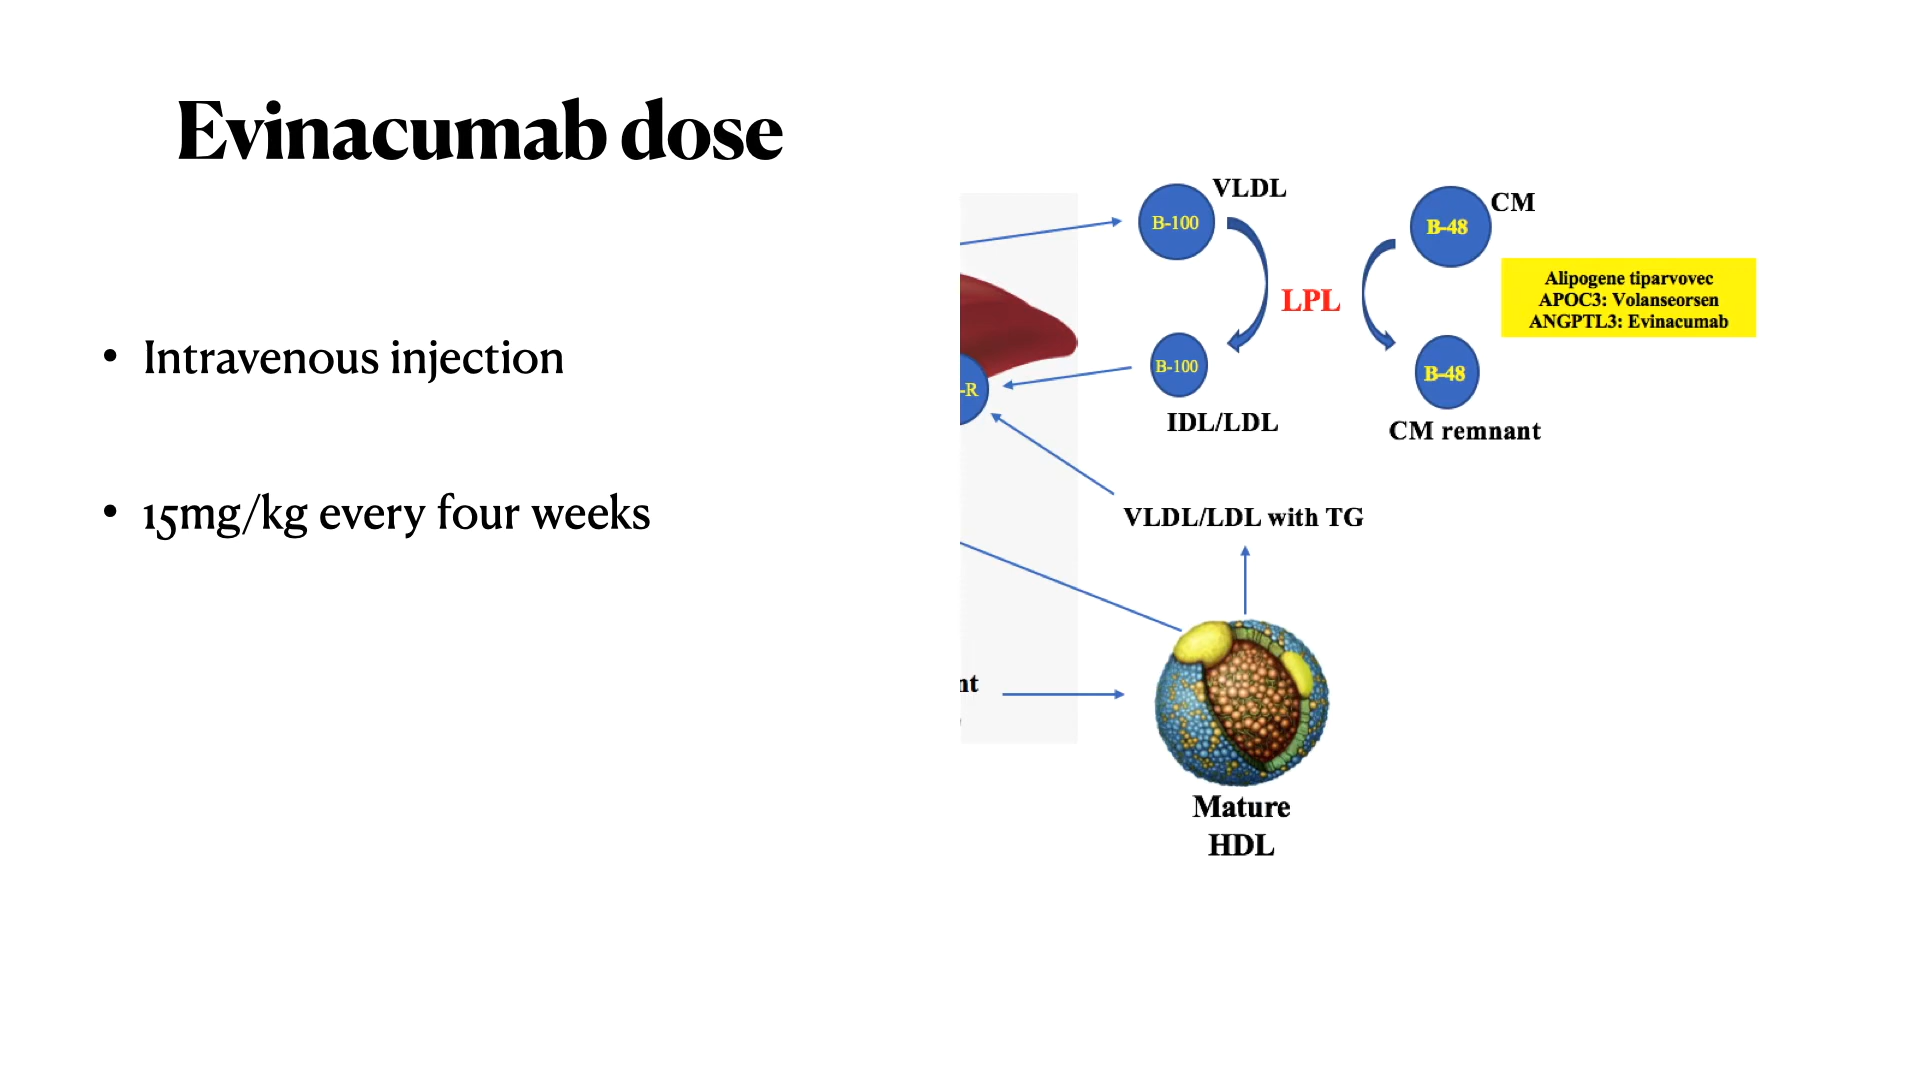 Evinacumab dose
• Intravenous injection
• 15mg/kg every four weeks
VLDL
B-100
CM
B-48
LPL
Alipogene tiparvovec
APOC3: Volanseorsen
ANGPTL3: Evinacumab
B-100
-R
IDL/LDL
B-48
CM remnant
VLDL/LDL with TG
nt
Mature
HDL